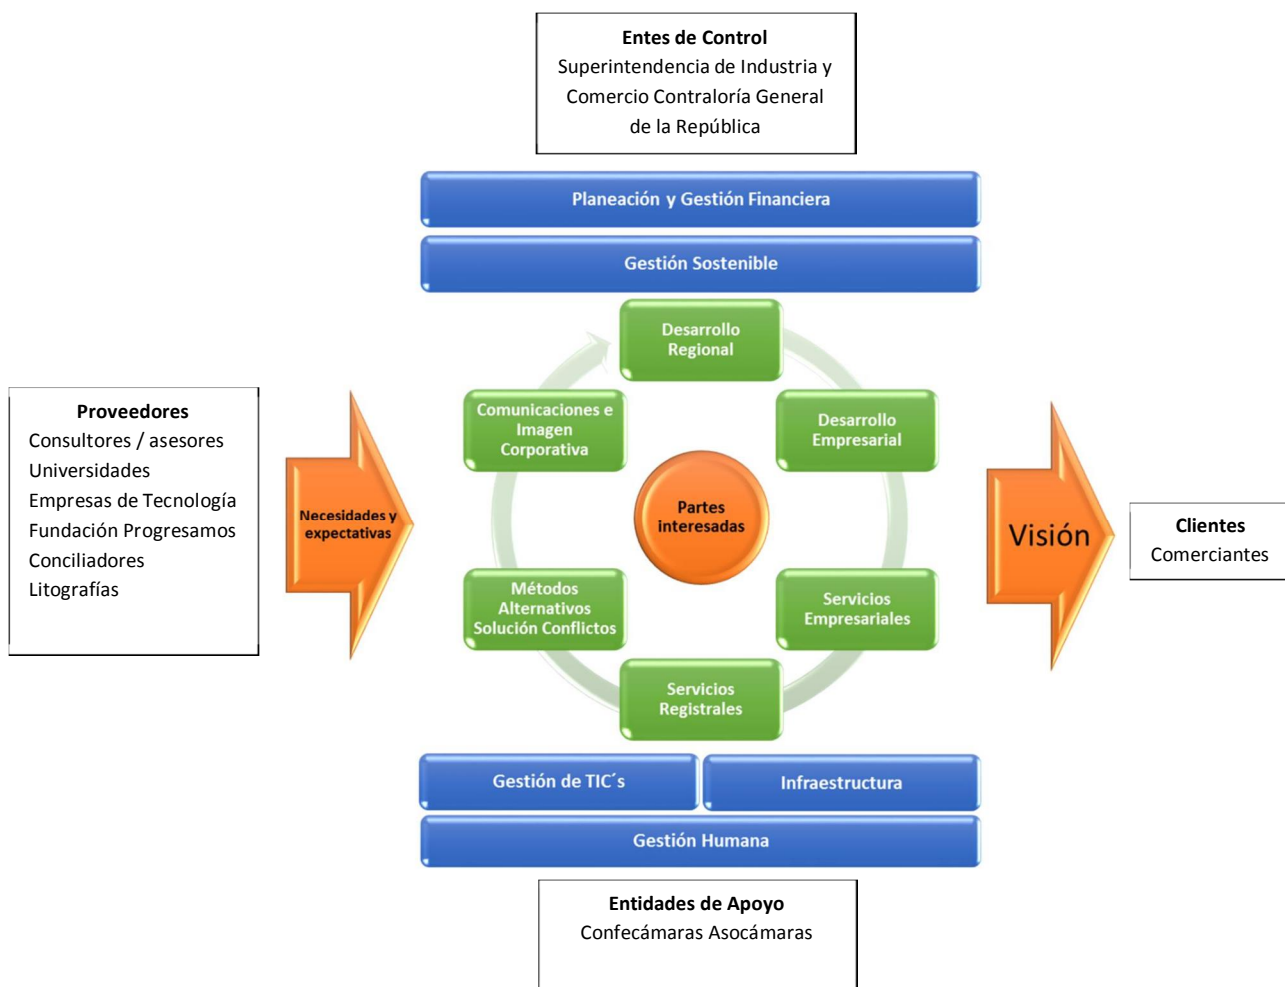 Entes de Control
Superintendencia de Industria y
Comercio Contraloría General
de la República
Planeación y Gestión Financiera
Gestión Sostenible
Desarrollo
Regional
Comunicaciones e
Imagen
Corporativa
Desarrollo
Empresarial
Proveedores
Consultores / asesores
Universidades
Empresas de Tecnología
Fundación Progresamos
Conciliadores
Litografías
Necesidades y
expectativas
Partes
interesadas
Visión
Clientes
Comerciantes
Métodos
Alternativos
Solución Conflictos
Servicios
Empresariales
Servicios
Registrales
Gestión de TIC´s
Infraestructura
Gestión Humana
Entidades de Apoyo
Confecámaras Asocámaras